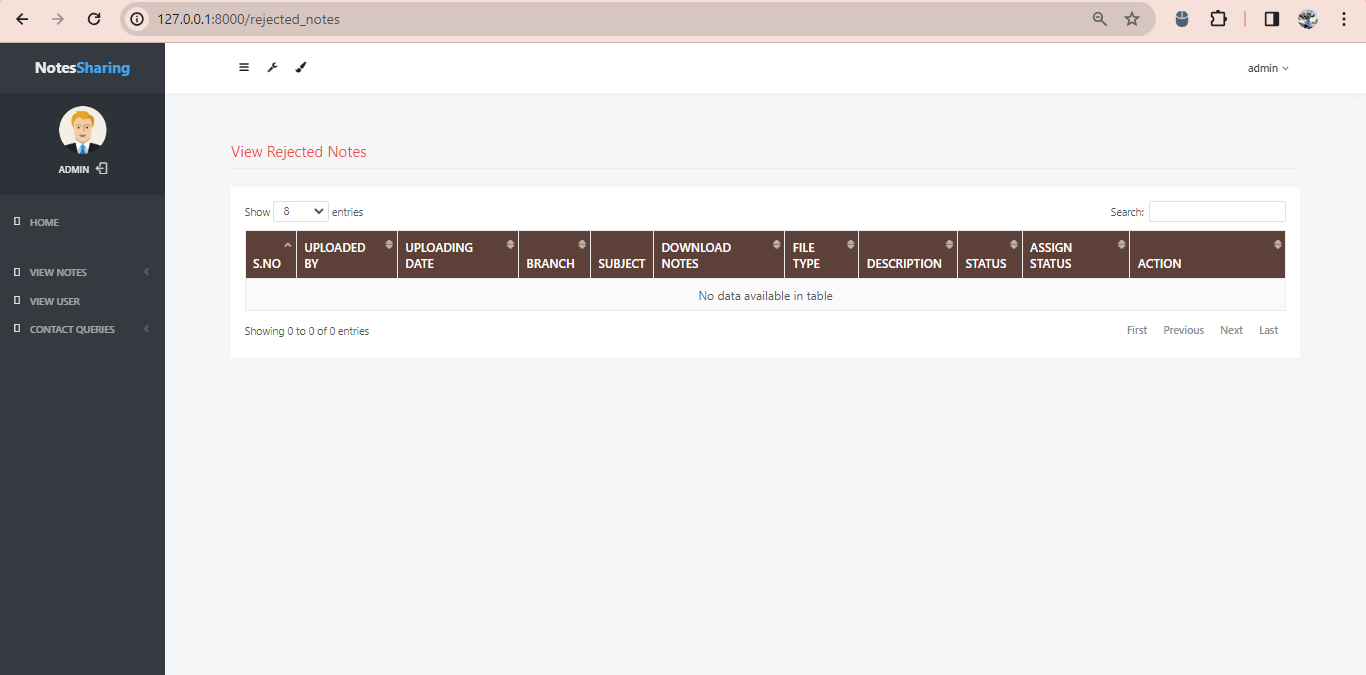 127.0.0.1:8000/rejected_notes
NotesSharing
admin
ADMIN
HOME
VIEW NOTES
VIEW USER
CONTACT QUERIES
View Rejected Notes
Show 8 entries
Search:
S.NO
UPLOADED BY
UPLOADING DATE
BRANCH
SUBJECT
DOWNLOAD NOTES
FILE TYPE
DESCRIPTION
STATUS
ASSIGN STATUS
ACTION
No data available in table
Showing 0 to 0 of 0 entries
First Previous Next Last